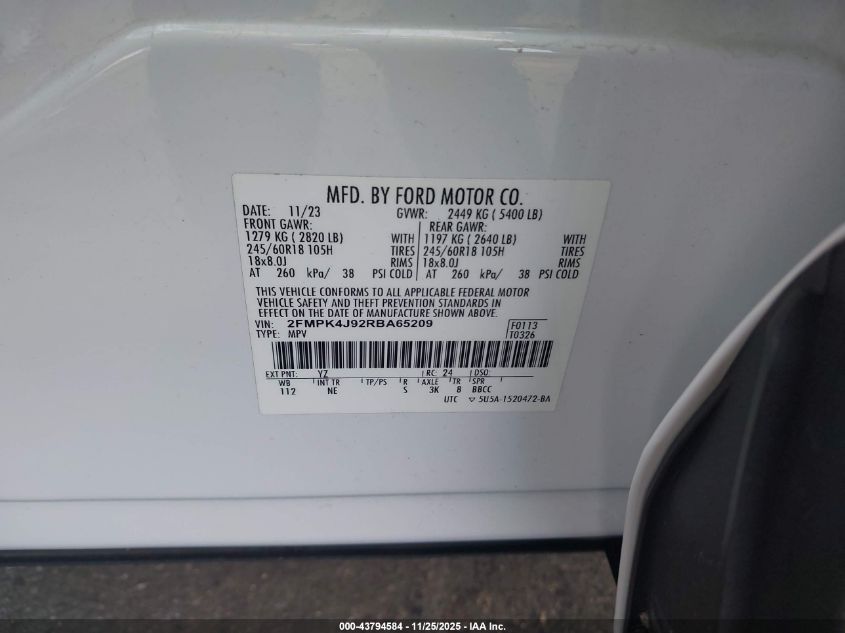 MFD. BY FORD MOTOR CO.
DATE: 11/23 GVWR: 2449 KG ( 5400 LB)
FRONT GAWR: REAR GAWR:
1279 KG ( 2820 LB) WITH 1197 KG ( 2640 LB) WITH
245/60R18 105H TIRES 245/60R18 105H TIRES
18x8.0J RIMS 18x8.0J RIMS
AT 260 kPa/ 38 PSI COLD AT 260 kPa/ 38 PSI COLD
THIS VEHICLE CONFORMS TO ALL APPLICABLE FEDERAL MOTOR
VEHICLE SAFETY AND THEFT PREVENTION STANDARDS IN
EFFECT ON THE DATE OF MANUFACTURE SHOWN ABOVE.
VIN: 2FMPK4J92RBA65209 F0113
TYPE: MPV T0326
EXT PNT: YZ RC: 24 DSO:
WB INT TR TP/PS R AXLE TR SPR
112 NE S 3K 8 BBCC
UTC ▽ 5U5A-1520472-BA
000-43794584 - 11/25/2025 - IAA Inc.